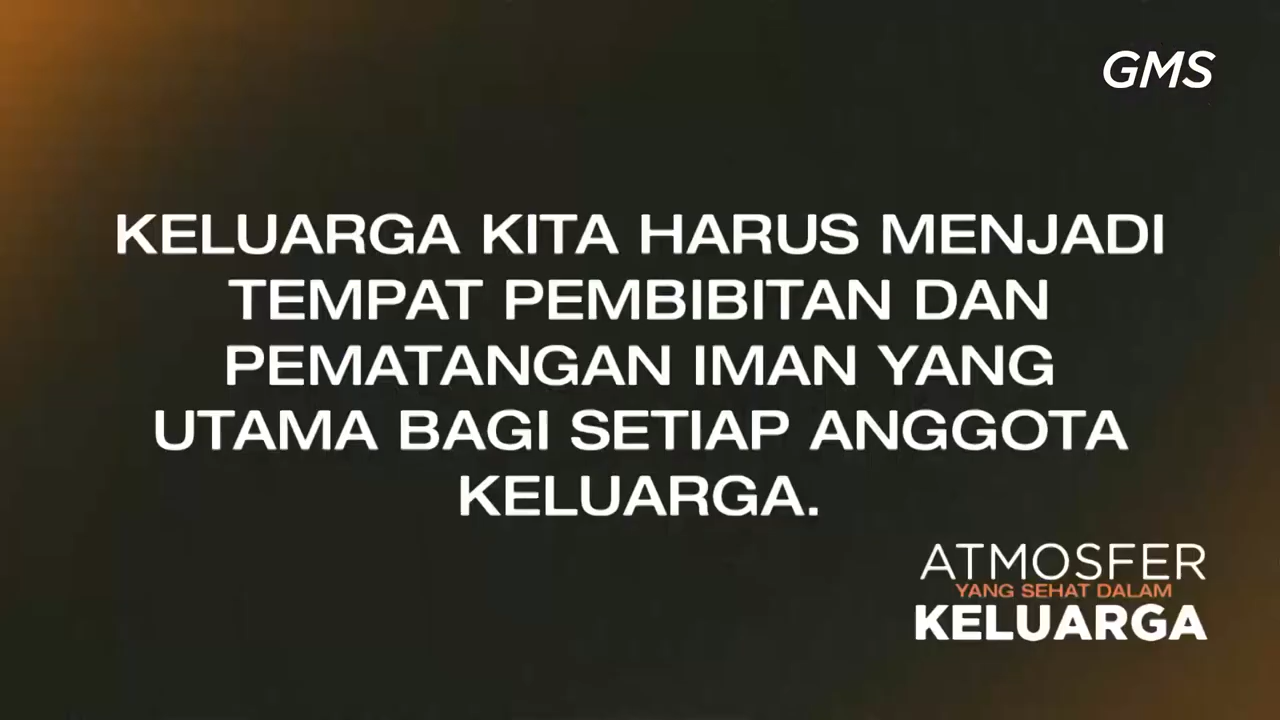 GMS
KELUARGA KITA HARUS MENJADI
TEMPAT PEMBIBITAN DAN
PEMATANGAN IMAN YANG
UTAMA BAGI SETIAP ANGGOTA
KELUARGA.
ATMOSFER
YANG SEHAT DALAM
KELUARGA